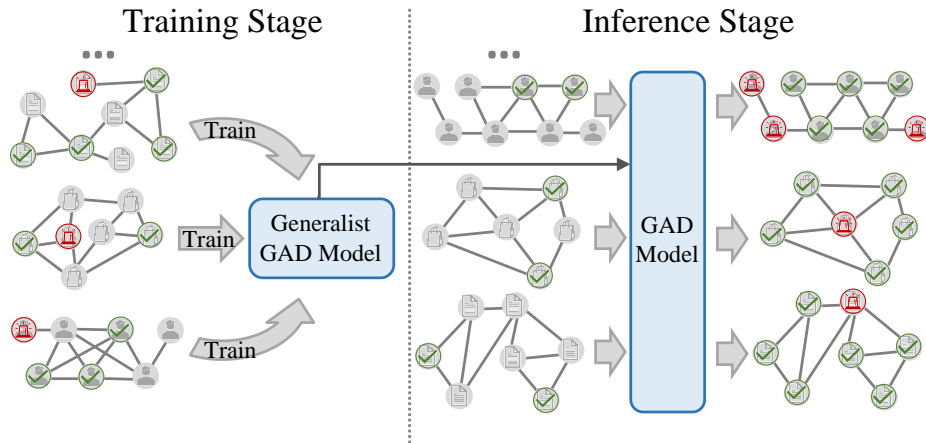 Training Stage
Inference Stage
Train
Train
Train
Generalist
GAD Model
GAD
Model